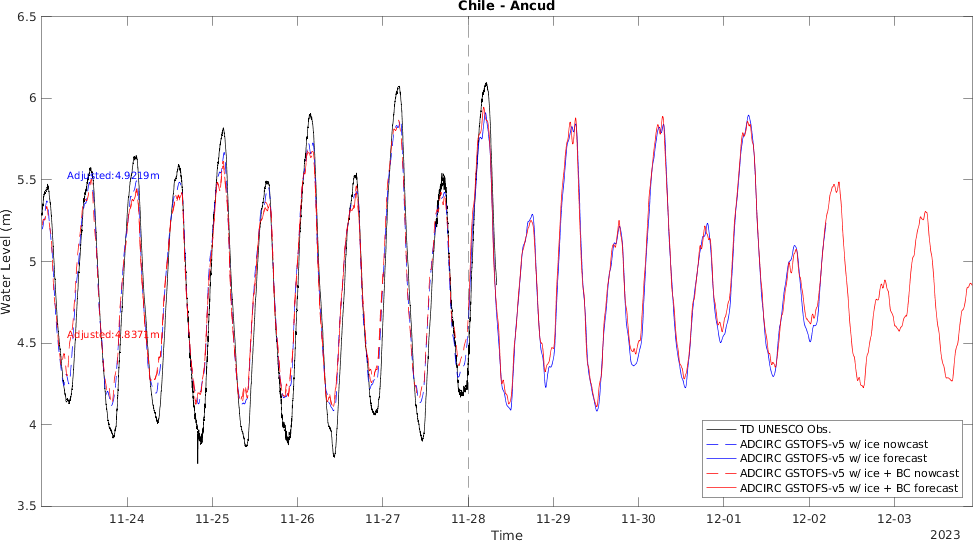 Chile - Ancud
6.5
6
5.5
5
4.5
4
3.5
Water Level (m)
Adjusted:4.9219m
Adjusted:4.8371m
TD UNESCO Obs.
ADCIRC GSTOFS-v5 w/ ice nowcast
ADCIRC GSTOFS-v5 w/ ice forecast
ADCIRC GSTOFS-v5 w/ ice + BC nowcast
ADCIRC GSTOFS-v5 w/ ice + BC forecast
11-24 11-25 11-26 11-27 11-28 11-29 11-30 12-01 12-02 12-03
Time
2023